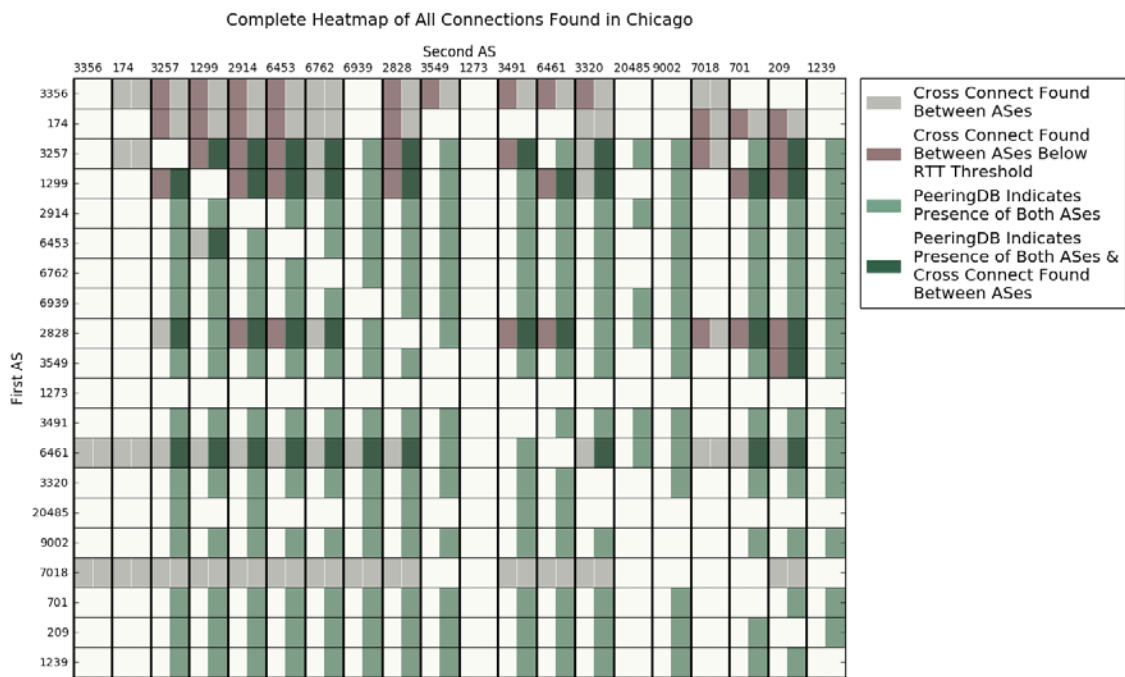 Complete Heatmap of All Connections Found in Chicago
Second AS
3356 174 3257 1299 2914 6453 6762 6939 2828 3549 1273 3491 6461 3320 20485 9002 7018 701 209 1239
First AS
3356
174
3257
1299
2914
6453
6762
6939
2828
3549
1273
3491
6461
3320
20485
9002
7018
701
209
1239
Cross Connect Found
Between ASes
Cross Connect Found
Between ASes Below
RTT Threshold
PeeringDB Indicates
Presence of Both ASes
PeeringDB Indicates
Presence of Both ASes &
Cross Connect Found
Between ASes